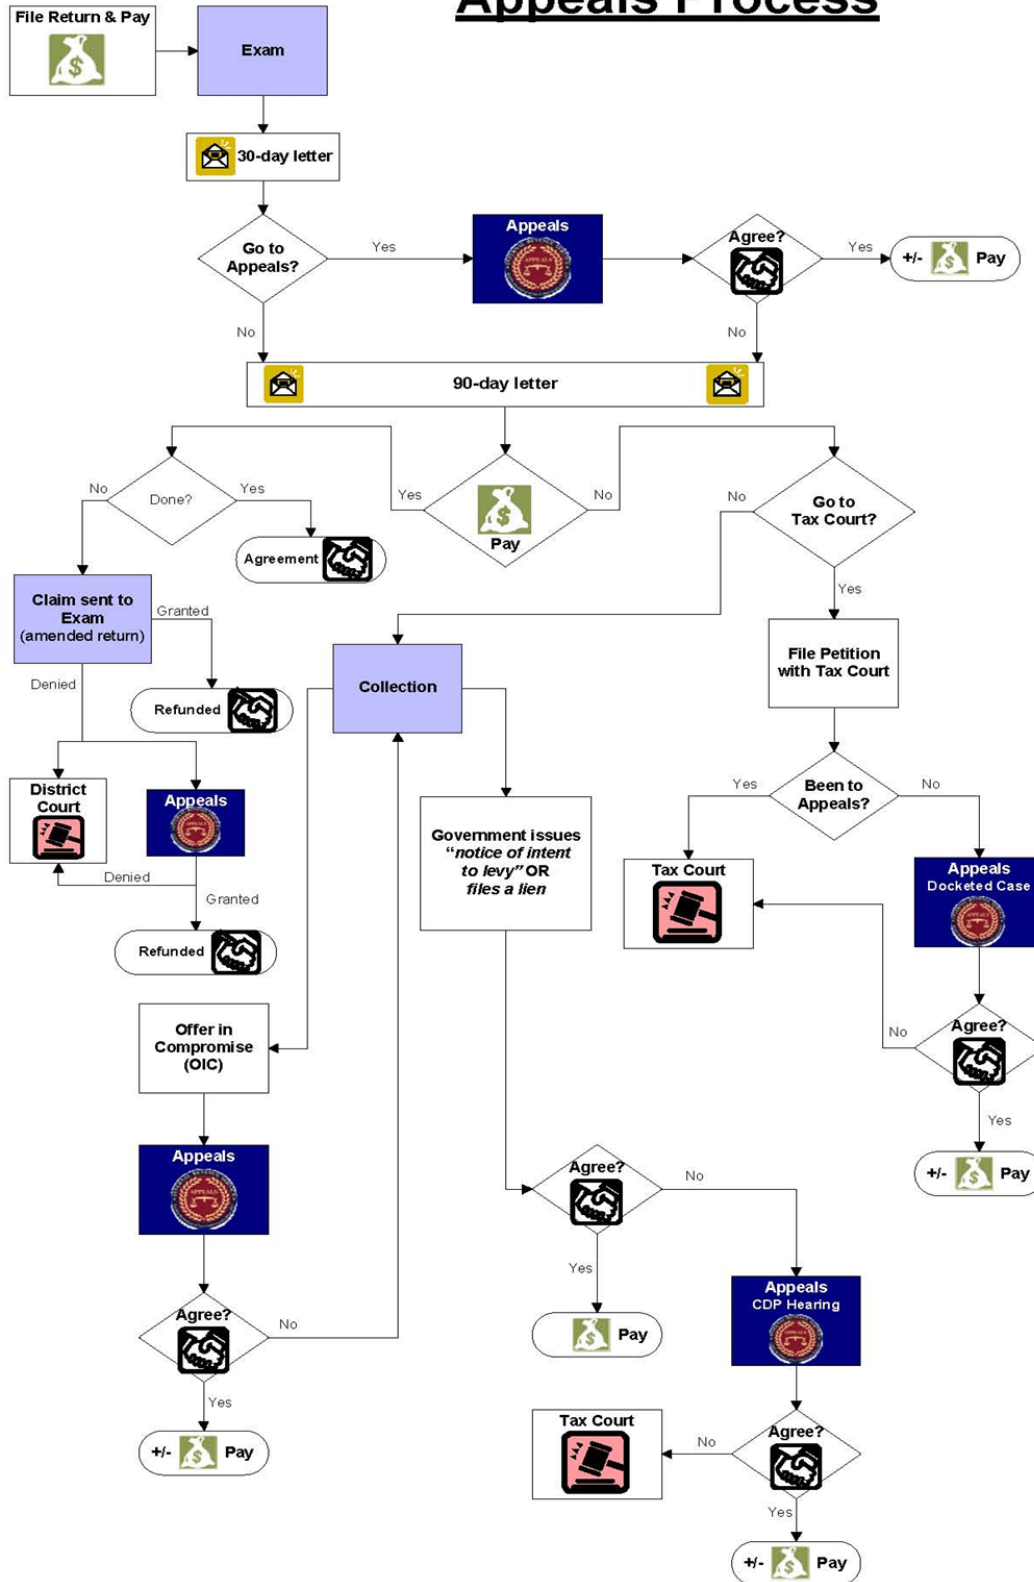 Appeals Process
File Return & Pay
Exam
30-day letter
Go to
Appeals?
Yes
Appeals
Agree?
Yes
+/- Pay
No
No
90-day letter
No
Done?
Yes
Yes
Pay
No
No
Go to
Tax Court?
Agreement
Yes
Claim sent to
Exam
(amended return)
Granted
Denied
Refunded
Collection
File Petition
with Tax Court
District
Court
Appeals
Denied
Granted
Refunded
Government issues
“notice of intent
to levy” OR
files a lien
Yes
Been to
Appeals?
No
Tax Court
Appeals
Docketed Case
No
Agree?
Yes
+/- Pay
Offer in
Compromise
(OIC)
Appeals
APPEALS
Agree?
No
Yes
+/- Pay
Agree?
No
Yes
Pay
Appeals
CDP Hearing
Tax Court
No
Agree?
Yes
+/- Pay